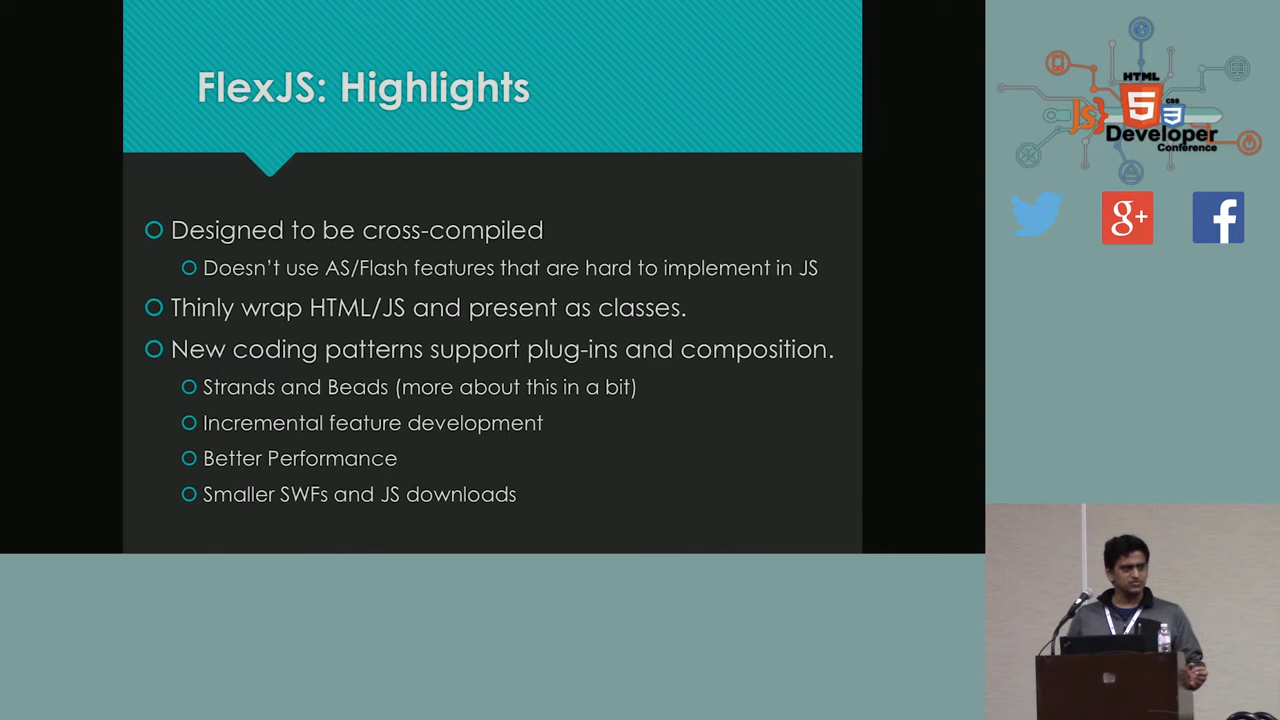 FlexJS: Highlights
Designed to be cross-compiled
Doesn't use AS/Flash features that are hard to implement in JS
Thinly wrap HTML/JS and present as classes.
New coding patterns support plug-ins and composition.
Strands and Beads (more about this in a bit)
Incremental feature development
Better Performance
Smaller SWFs and JS downloads
HTML
5
CSS
3
JS}
Developer
Conference
g+
f